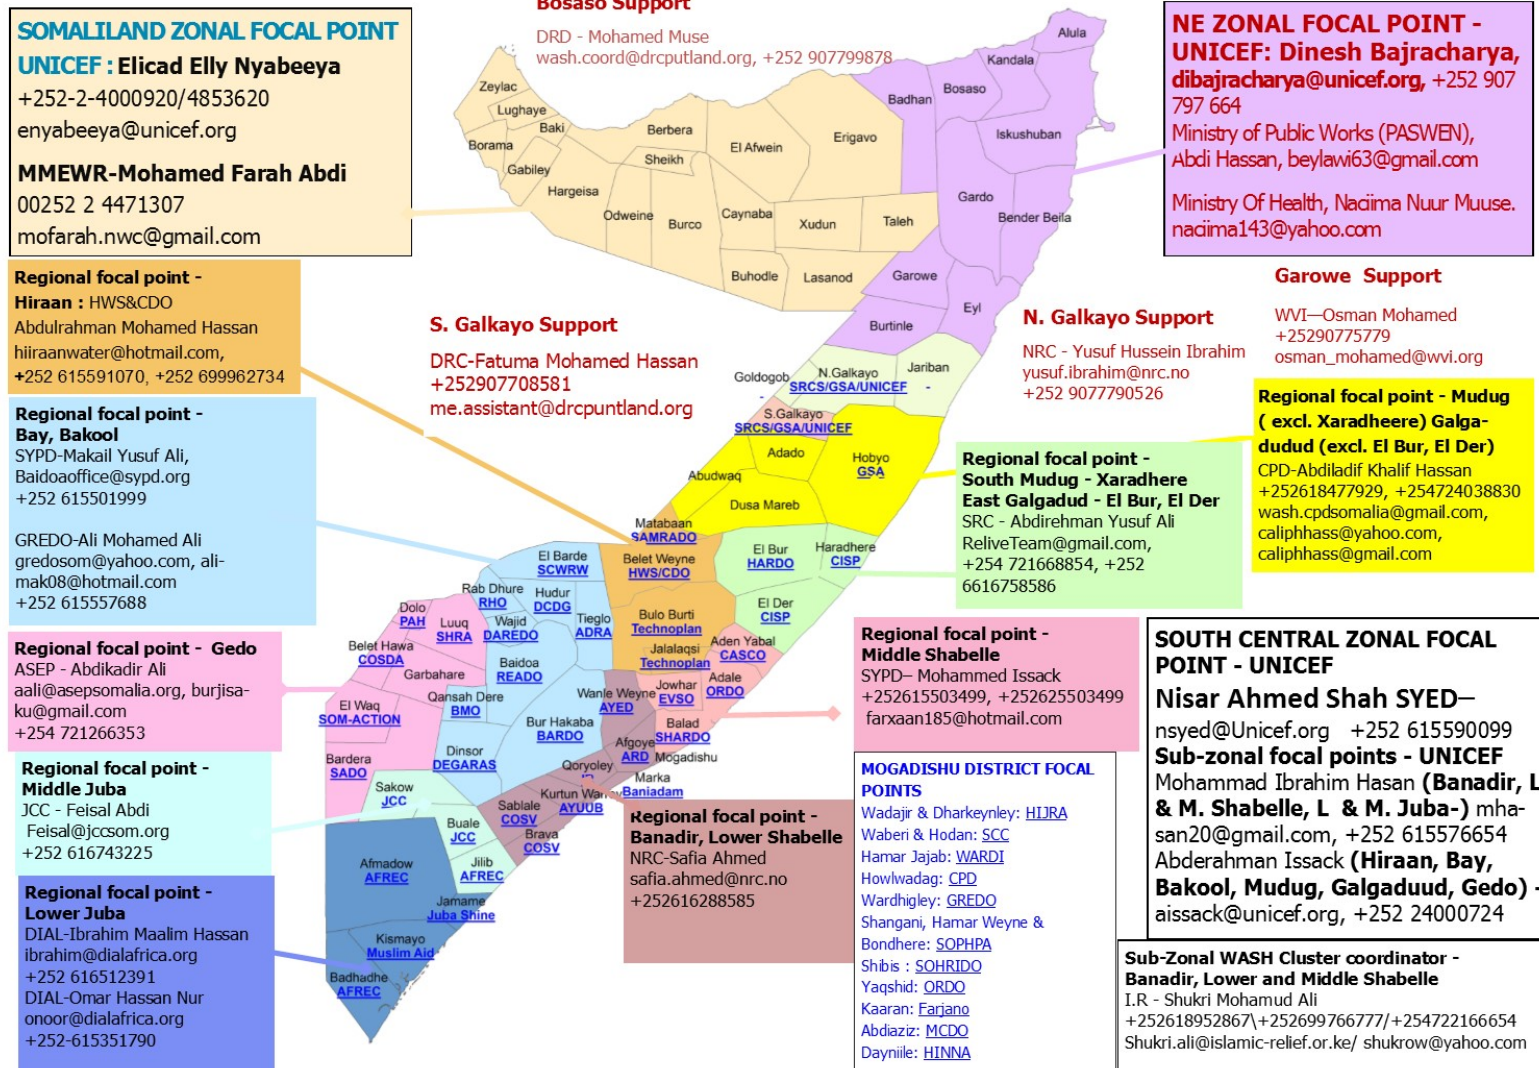 Bosaso Support
DRD - Mohamed Muse
wash.coord@drcputland.org, +252 907799878
SOMALILAND ZONAL FOCAL POINT
UNICEF : Elicad Elly Nyabeeya
+252-2-4000920/4853620
enyabeeya@unicef.org
MMEWR-Mohamed Farah Abdi
00252 2 4471307
mofarah.nwc@gmail.com
NE ZONAL FOCAL POINT -
UNICEF: Dinesh Bajracharya,
dibajracharya@unicef.org, +252 907
797 664
Ministry of Public Works (PASWEN),
Abdi Hassan, beylawi63@gmail.com
Ministry Of Health, Naciima Nuur Muuse.
naciima143@yahoo.com
Regional focal point -
Hiraan : HWS&CDO
Abdulrahman Mohamed Hassan
hiiraanwater@hotmail.com,
+252 615591070, +252 699962734
S. Galkayo Support
DRC-Fatuma Mohamed Hassan
+252907708581
me.assistant@drcpuntland.org
N. Galkayo Support
NRC - Yusuf Hussein Ibrahim
yusuf.ibrahim@nrc.no
+252 9077790526
Garowe Support
WVI—Osman Mohamed
+25290775779
osman_mohamed@wvi.org
Regional focal point -
Bay, Bakool
SYPD-Makail Yusuf Ali,
Baidoaoffice@sypd.org
+252 615501999
GREDO-Ali Mohamed Ali
gredosom@yahoo.com, ali-
mak08@hotmail.com
+252 615557688
Regional focal point - Mudug
( excl. Xaradheere) Galga-
dudud (excl. El Bur, El Der)
CPD-Abdiladif Khalif Hassan
+252618477929, +254724038830
wash.cpdsomalia@gmail.com,
caliphhass@yahoo.com,
caliphhass@gmail.com
Regional focal point -
South Mudug - Xaradhere
East Galgadud - El Bur, El Der
SRC - Abdirehman Yusuf Ali
ReliveTeam@gmail.com,
+254 721668854, +252
6616758586
Regional focal point - Gedo
ASEP - Abdikadir Ali
aali@asepsomalia.org, burjisa-
ku@gmail.com
+254 721266353
Regional focal point -
Middle Juba
JCC - Feisal Abdi
Feisal@jccsom.org
+252 616743225
Regional focal point -
Lower Juba
DIAL-Ibrahim Maalim Hassan
ibrahim@dialafrica.org
+252 616512391
DIAL-Omar Hassan Nur
onoor@dialafrica.org
+252-615351790
Regional focal point -
Middle Shabelle
SYPD– Mohammed Issack
+252615503499, +252625503499
farxaan185@hotmail.com
Regional focal point -
Banadir, Lower Shabelle
NRC-Safia Ahmed
safia.ahmed@nrc.no
+252616288585
MOGADISHU DISTRICT FOCAL
POINTS
Wadajir & Dharkeynley: HIJRA
Waberi & Hodan: SCC
Hamar Jajab: WARDI
Howlwadag: CPD
Wardhigley: GREDO
Shangani, Hamar Weyne &
Bondhere: SOPHPA
Shibis : SOHRIDO
Yaqshid: ORDO
Kaaran: Farjano
Abdiaziz: MCDO
Dayniile: HINNA
SOUTH CENTRAL ZONAL FOCAL
POINT - UNICEF
Nisar Ahmed Shah SYED—
nsyed@Unicef.org +252 615590099
Sub-zonal focal points - UNICEF
Mohammad Ibrahim Hasan (Banadir, L
& M. Shabelle, L & M. Juba-) mha-
san20@gmail.com, +252 615576654
Abderahman Issack (Hiraan, Bay,
Bakool, Mudug, Galgaduud, Gedo) -
aissack@unicef.org, +252 24000724
Sub-Zonal WASH Cluster coordinator -
Banadir, Lower and Middle Shabelle
I.R - Shukri Mohamud Ali
+252618952867\+252699766777/+254722166654
Shukri.ali@islamic-relief.or.ke/ shukrow@yahoo.com
Zeylac
Lughaye
Baki
Borama
Gabiley
Hargeisa
Berbera
Sheikh
Odweine
Burco
El Afwein
Erigavo
Caynaba
Xudun
Taleh
Buhodle
Lasanod
Badhan
Bosaso
Kandala
Alula
Iskushuban
Gardo
Bender Beila
Garowe
Eyl
Burtinle
Goldogob
-
N.Galkayo
SRCS/GSA/UNICEF
Jariban
-
S.Galkayo
SRCS/GSA/UNICEF
Adado
Hobyo
GSA
Abudwaq
Dusa Mareb
Matabaan
SAMRADO
Belet Weyne
HWS/CDO
El Bur
HARDO
Haradhere
CISP
El Der
CISP
Bulo Burti
Technoplan
Jalalaqsi
Technoplan
El Barde
SCWRW
Rab Dhure
RHO
Hudur
DCDG
Tieglo
ADRA
Wajid
DAREDO
Dolo
PAH
Luuq
SHRA
Belet Hawa
COSDA
Garbahare
El Waq
SOM-ACTION
Bardera
SADO
Baidoa
READO
Qansah Dere
BMO
Bur Hakaba
BARDO
Dinsor
DEGARAS
Aden Yabal
CASCO
Adale
ORDO
Jowhar
EVSO
Balad
SHARDO
Mogadishu
Wanle Weyne
AYED
Afgoye
ARD
Qoryoley
Marka
Baniadam
Kurtun
AYUUB
Sablale
COSV
Brava
COSV
Sakow
JCC
Buale
JCC
Jilib
AFREC
Afmadow
AFREC
Jamame
Juba Shine
Kismayo
Muslim Aid
Badhadhe
AFREC